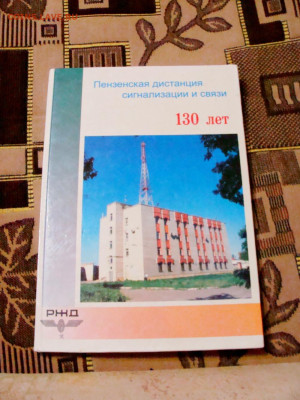 Пензенская дистанция
сигнализации и связи
130 лет
РЖД